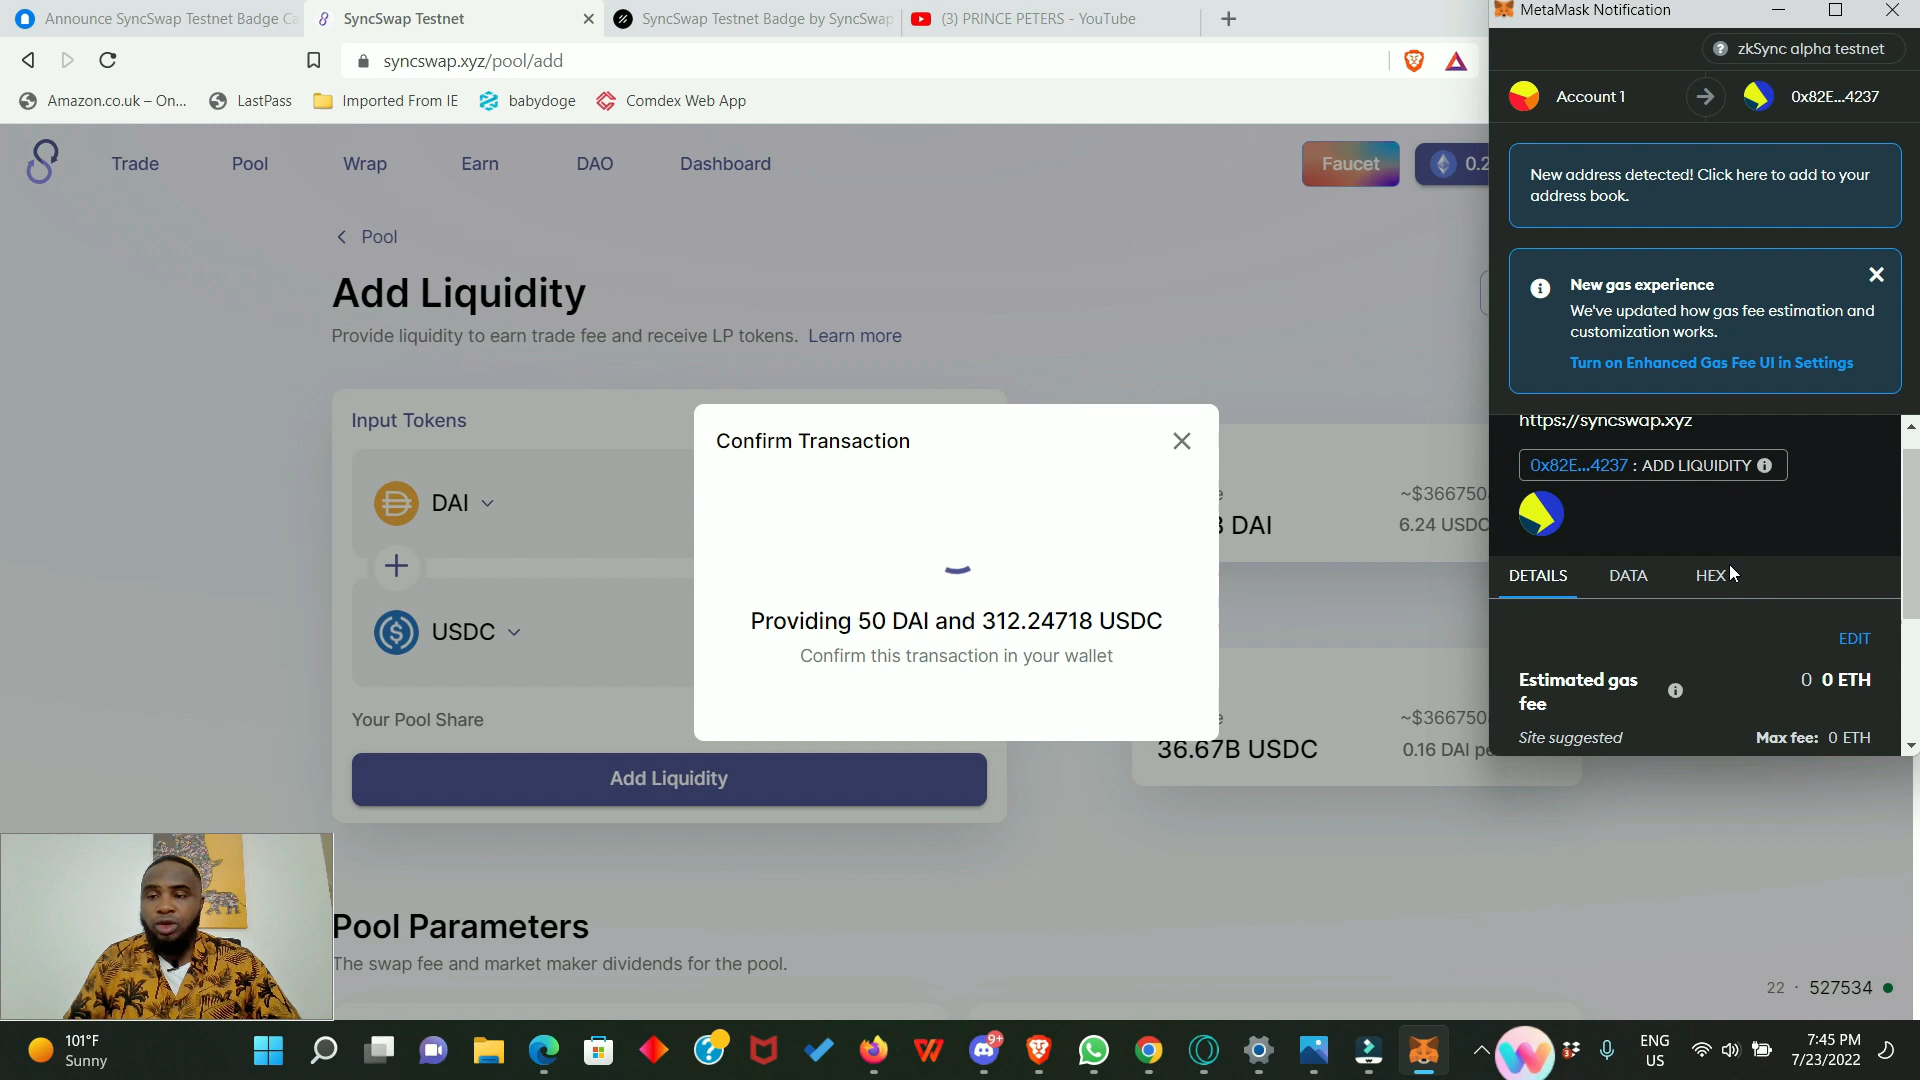 Announce SyncSwap Testnet Badge Ca
SyncSwap Testnet
SyncSwap Testnet Badge by SyncSwap
(3) PRINCE PETERS - YouTube
syncswap.xyz/pool/add
Amazon.co.uk – On...
LastPass
Imported From IE
babydoge
Comdex Web App
Trade
Pool
Wrap
Earn
DAO
Dashboard
Faucet
0.2
Pool
Add Liquidity
Provide liquidity to earn trade fee and receive LP tokens. Learn more
Input Tokens
DAI
USDC
Your Pool Share
Add Liquidity
Confirm Transaction
Providing 50 DAI and 312.24718 USDC
Confirm this transaction in your wallet
~$366750
DAI
6.24 USDC
~$366750
36.67B USDC
0.16 DAI pe
Pool Parameters
The swap fee and market maker dividends for the pool.
22 · 527534
MetaMask Notification
zkSync alpha testnet
Account 1
0x82E...4237
New address detected! Click here to add to your
address book.
New gas experience
We've updated how gas fee estimation and
customization works.
Turn on Enhanced Gas Fee UI in Settings
https://syncswap.xyz
0x82E...4237 : ADD LIQUIDITY
DETAILS
DATA
HEX
EDIT
Estimated gas
fee
0 0 ETH
Site suggested
Max fee: 0 ETH
101°F
Sunny
9+
ENG
US
7:45 PM
7/23/2022